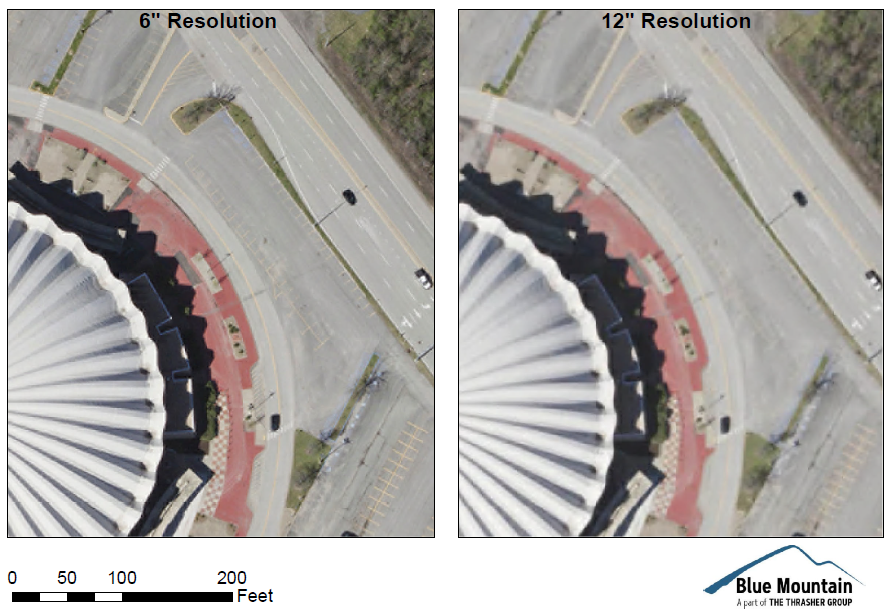 6" Resolution
12" Resolution
0 50 100 200
Feet
Blue Mountain
A part of THE THRASHER GROUP